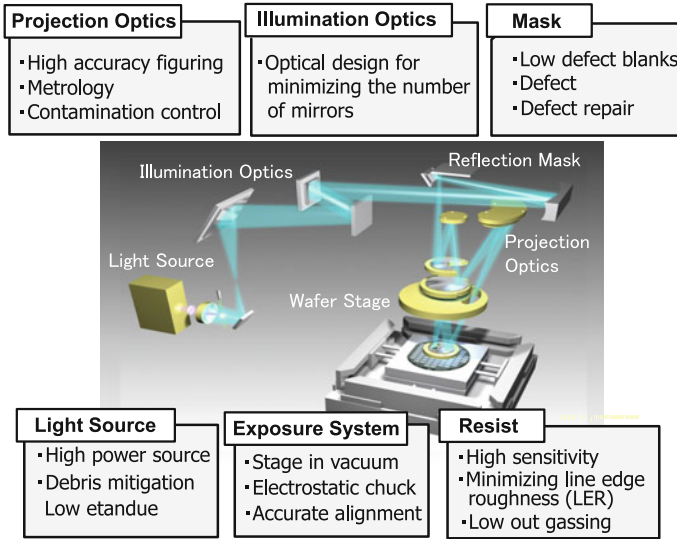 Projection Optics
・High accuracy figuring
・Metrology
・Contamination control
Illumination Optics
・Optical design for
minimizing the number
of mirrors
Mask
・Low defect blanks
・Defect
・Defect repair
Illumination Optics
Reflection Mask
Light Source
Projection
Optics
Wafer Stage
Light Source
・High power source
・Debris mitigation
Low etandue
Exposure System
・Stage in vacuum
・Electrostatic chuck
・Accurate alignment
Resist
・High sensitivity
・Minimizing line edge
roughness (LER)
・Low out gassing